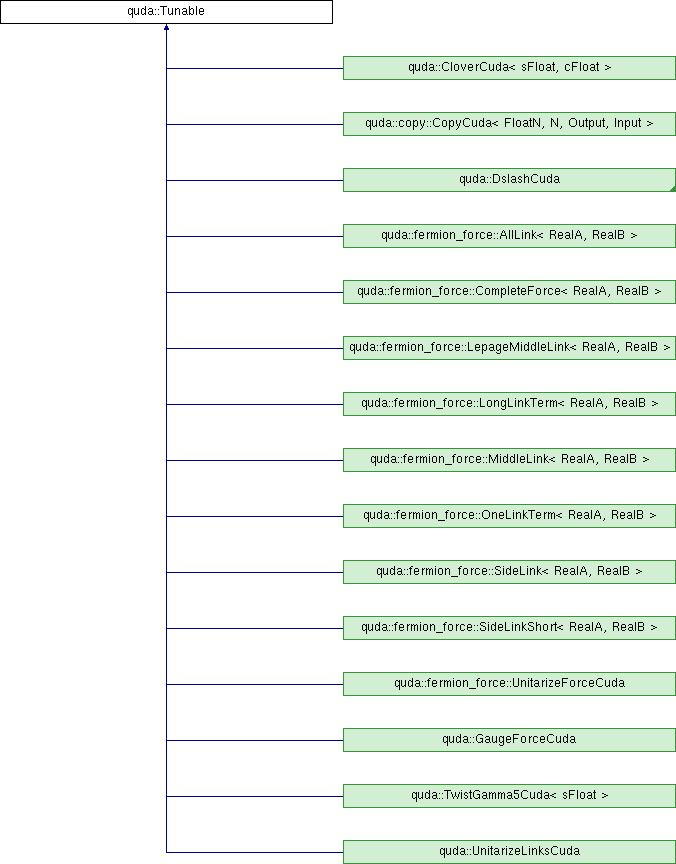 quda::Tunable
quda::CloverCuda< sFloat, cFloat >
quda::copy::CopyCuda< FloatN, N, Output, Input >
quda::DslashCuda
quda::fermion_force::AllLink< RealA, RealB >
quda::fermion_force::CompleteForce< RealA, RealB >
quda::fermion_force::LepageMiddleLink< RealA, RealB >
quda::fermion_force::LongLinkTerm< RealA, RealB >
quda::fermion_force::MiddleLink< RealA, RealB >
quda::fermion_force::OneLinkTerm< RealA, RealB >
quda::fermion_force::SideLink< RealA, RealB >
quda::fermion_force::SideLinkShort< RealA, RealB >
quda::fermion_force::UnitarizeForceCuda
quda::GaugeForceCuda
quda::TwistGamma5Cuda< sFloat >
quda::UnitarizeLinksCuda